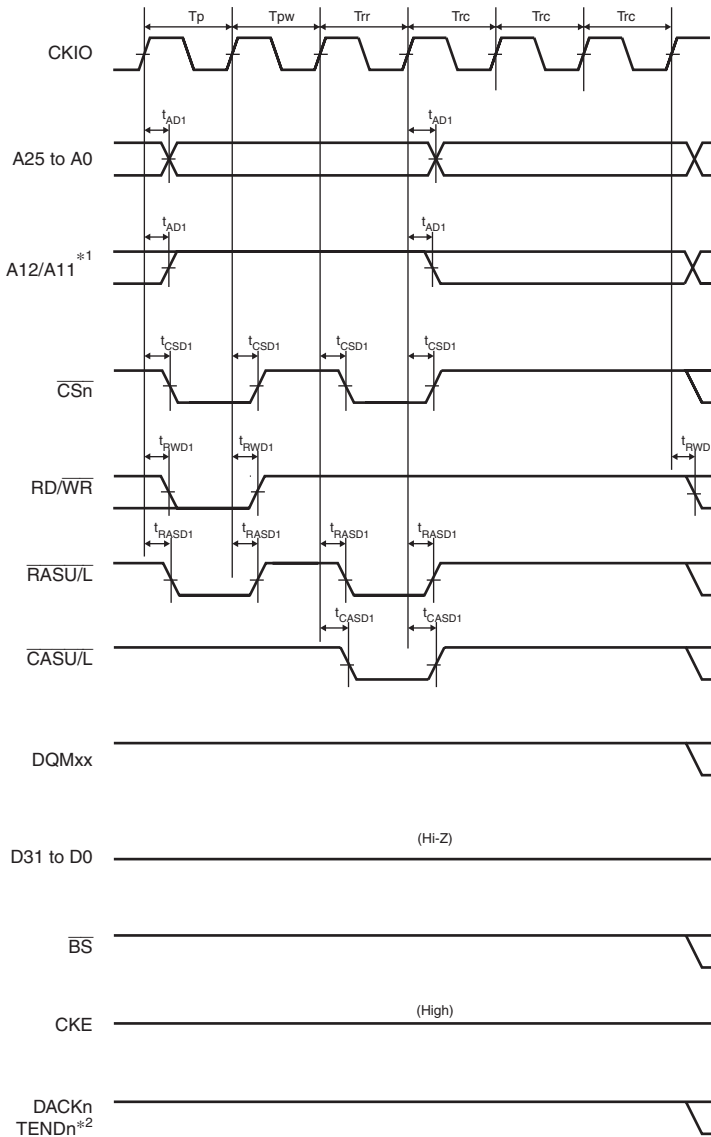 Tp Tpw Trr Trc Trc Trc
CKIO
tAD1 tAD1
A25 to A0
tAD1 tAD1
A12/A11*1
tCSD1 tCSD1 tCSD1 tCSD1
CSn
tRWD1 tRWD1 tRWD
RD/WR
tRASD1 tRASD1 tRASD1 tRASD1
RASU/L
tCASD1 tCASD1
CASU/L
DQMxx
(Hi-Z)
D31 to D0
BS
(High)
CKE
DACKn
TENDn*2